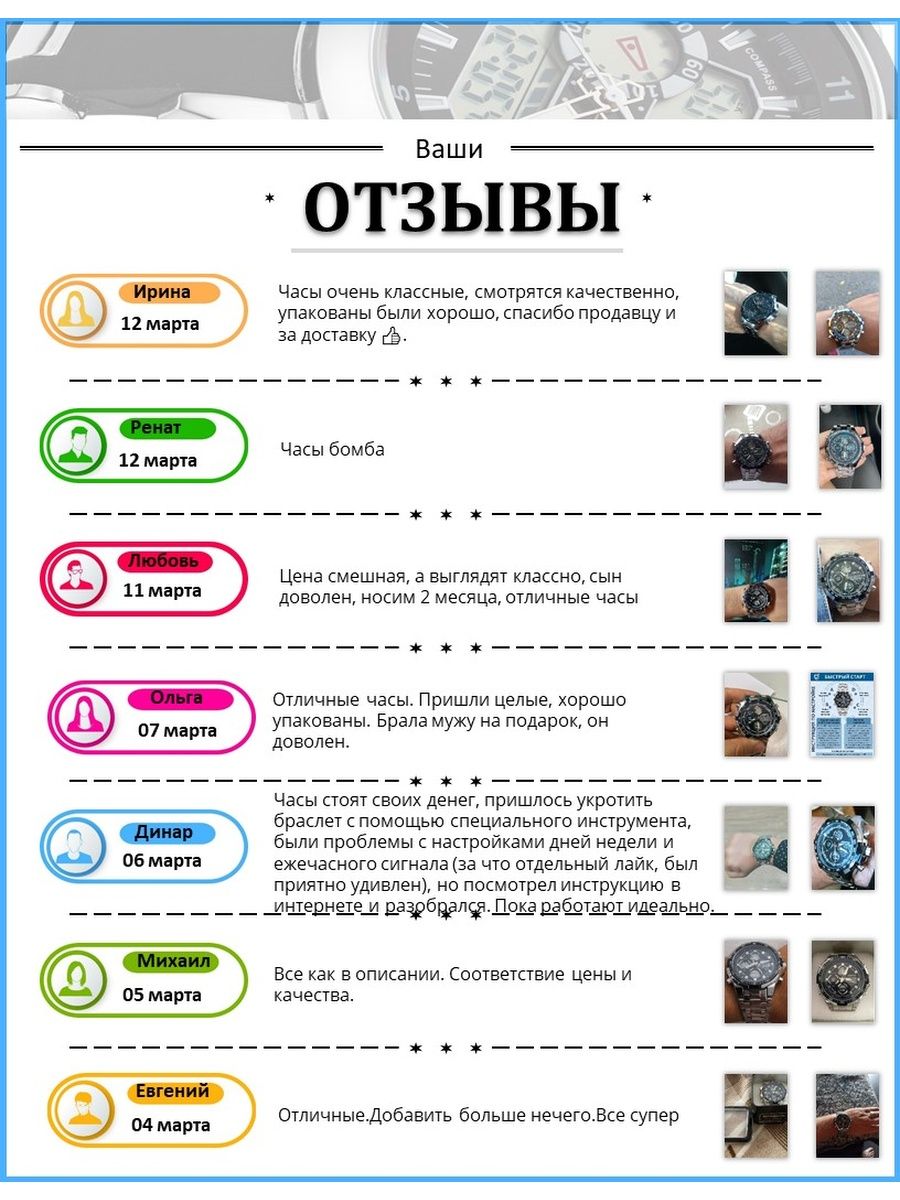 COMPASS
Ваши
ОТЗЫВЫ
Ирина
12 марта
Часы очень классные, смотрятся качественно,
упакованы были хорошо, спасибо продавцу и
за доставку 👍.
Ренат
12 марта
Часы бомба
Любовь
11 марта
Цена смешная, а выглядят классно, сын
доволен, носим 2 месяца, отличные часы
Ольга
07 марта
Отличные часы. Пришли целые, хорошо
упакованы. Брала мужу на подарок, он
доволен.
БЫСТРЫЙ СТАРТ
Динар
06 марта
Часы стоят своих денег, пришлось укротить
браслет с помощью специального инструмента,
были проблемы с настройками дней недели и
ежечасного сигнала (за что отдельный лайк, был
приятно удивлен), но посмотрел инструкцию в
интернете и разобрался. Пока работают идеально.
Михаил
05 марта
Все как в описании. Соответствие цены и
качества.
Евгений
04 марта
Отличные.Добавить больше нечего.Все супер